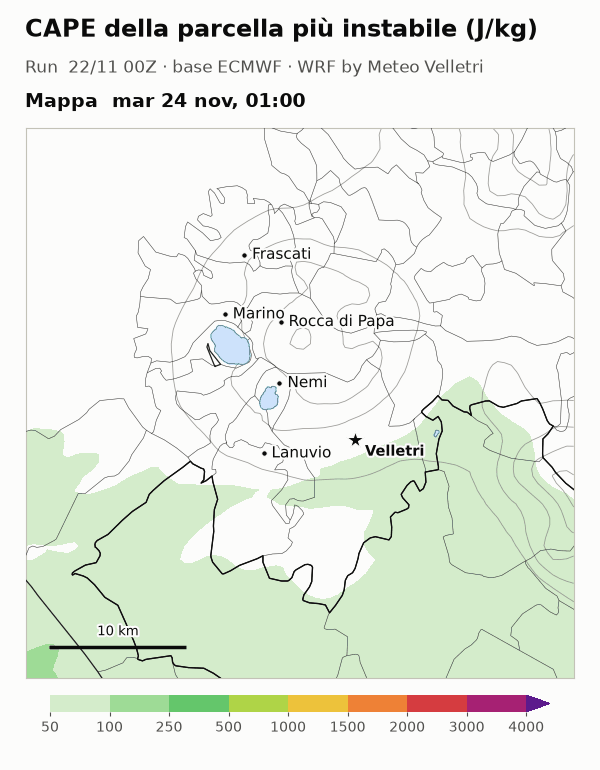 CAPE della parcella più instabile (J/kg)
Run  22/11 00Z · base ECMWF · WRF by Meteo Velletri
Mappa  mar 24 nov, 01:00
Frascati
Marino
Rocca di Papa
Nemi
Velletri
Lanuvio
10 km
50 100 250 500 1000 1500 2000 3000 4000